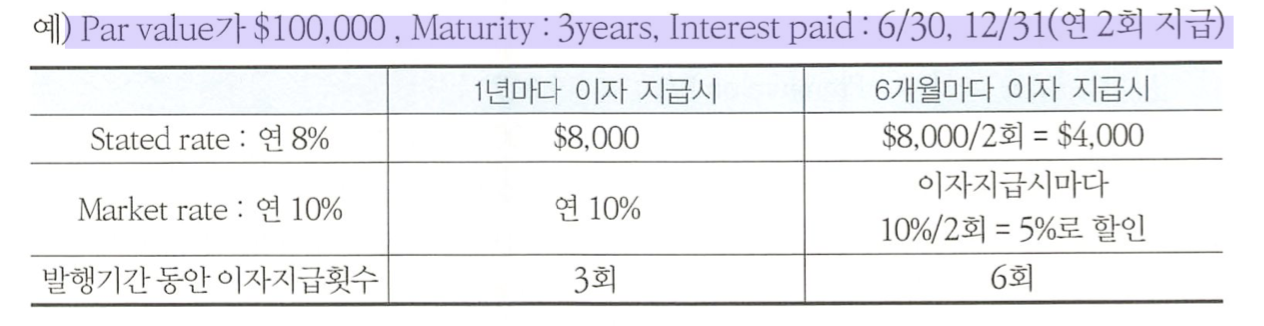 예) Par value가 $100,000 , Maturity : 3years, Interest paid : 6/30, 12/31(연 2회 지급)
1년마다 이자 지급시 6개월마다 이자 지급시
Stated rate : 연 8% $8,000 $8,000/2회 = $4,000
Market rate : 연 10% 연 10% 이자지급시마다
10%/2회 = 5%로 할인
발행기간 동안 이자지급횟수 3회 6회